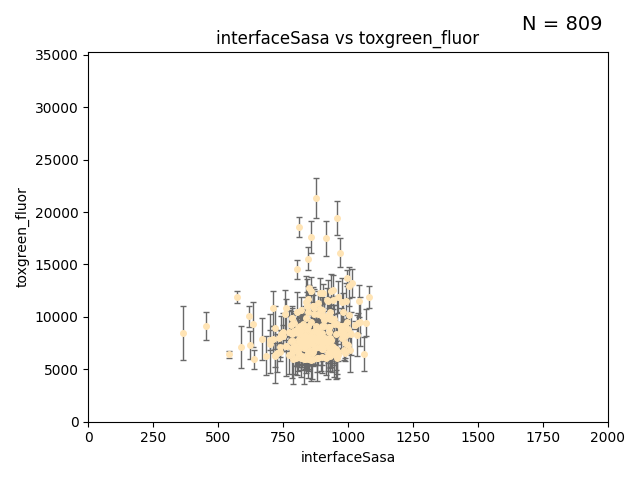 N = 809
interfaceSasa vs toxgreen_fluor
35000
30000
25000
20000
15000
10000
5000
0
toxgreen_fluor
0 250 500 750 1000 1250 1500 1750 2000
interfaceSasa